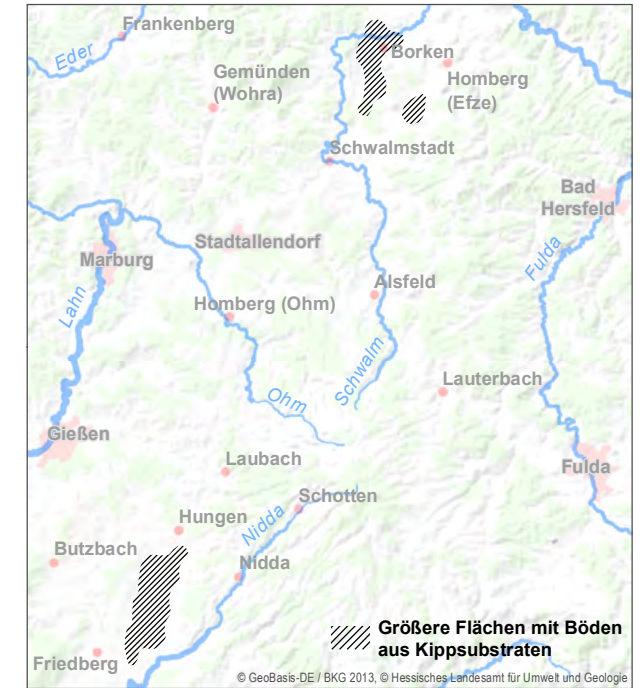 Frankenberg
Eder
Borken
Gemünden
(Wohra)
Homberg
(Efze)
Schwalmstadt
Bad
Hersfeld
Stadtallendorf
Marburg
Fulda
Alsfeld
Lahn
Homberg (Ohm)
Schwalm
Lauterbach
Ohm
Gießen
Laubach
Fulda
Schotten
Hungen
Nidda
Butzbach
Nidda
Größere Flächen mit Böden
aus Kippsubstraten
Friedberg
© GeoBasis-DE / BKG 2013, © Hessisches Landesamt für Umwelt und Geologie